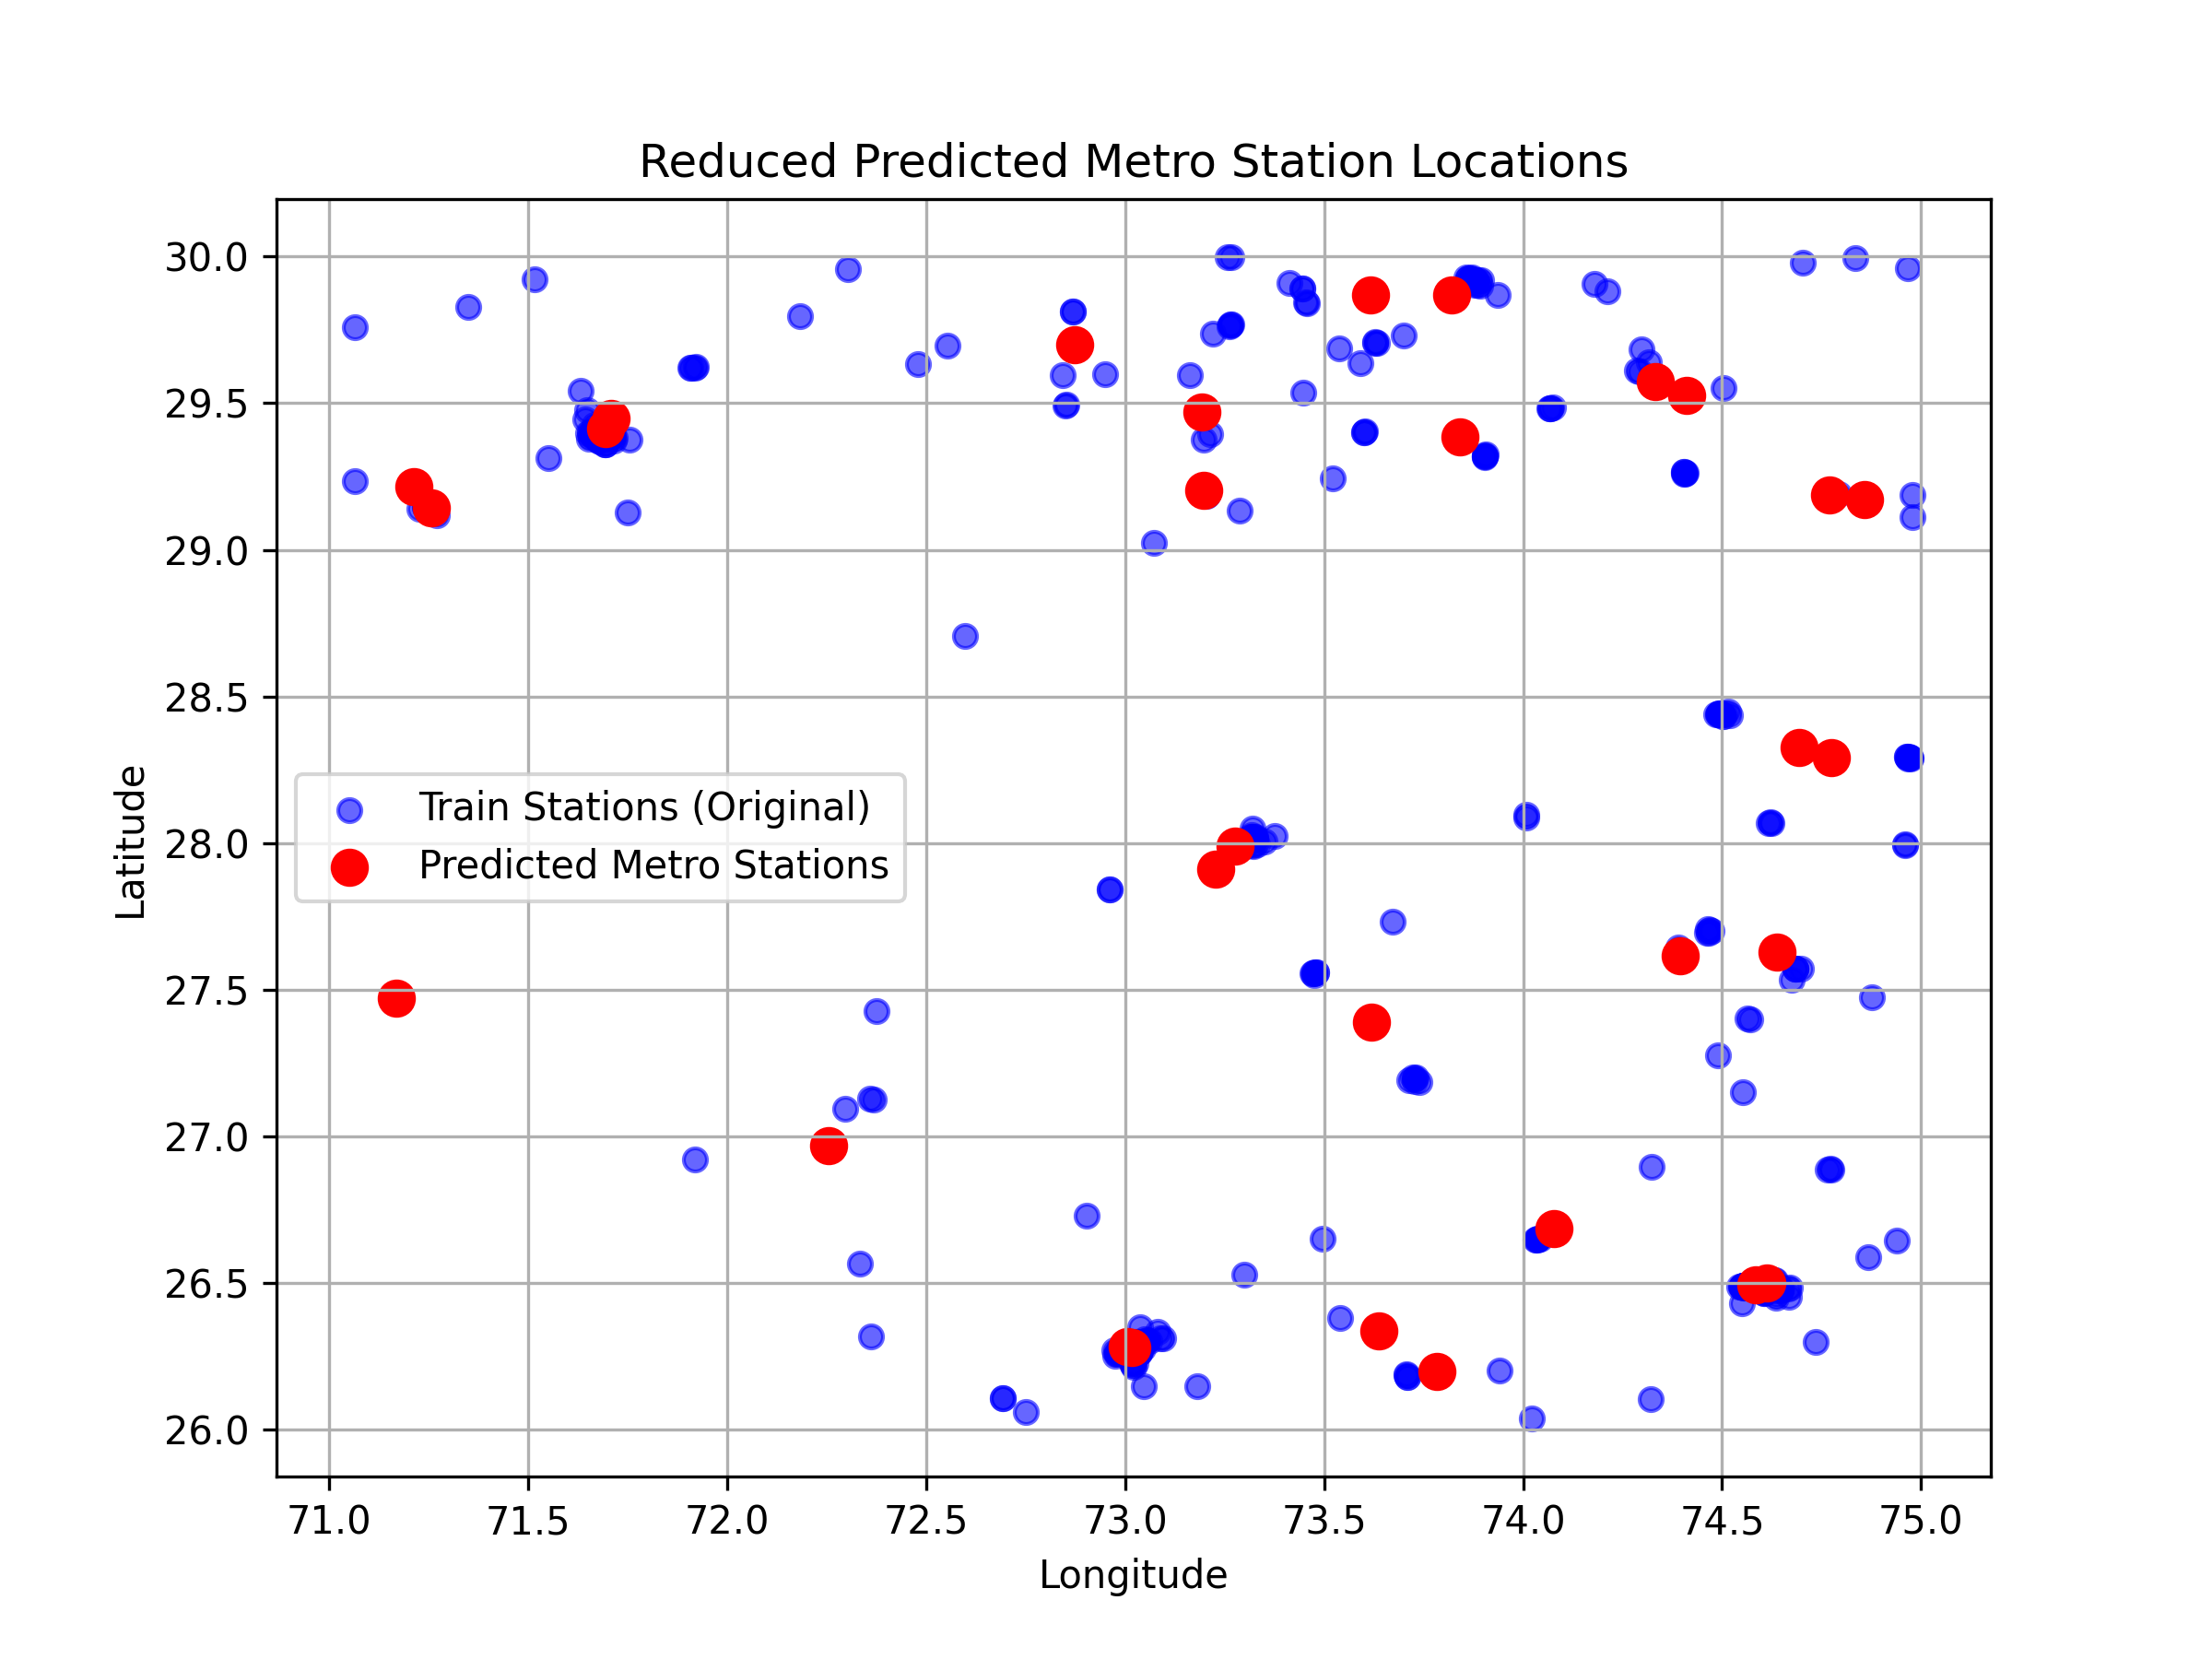 Reduced Predicted Metro Station Locations
30.0
29.5
29.0
28.5
28.0
27.5
27.0
26.5
26.0
Latitude
Train Stations (Original)
Predicted Metro Stations
71.0 71.5 72.0 72.5 73.0 73.5 74.0 74.5 75.0
Longitude